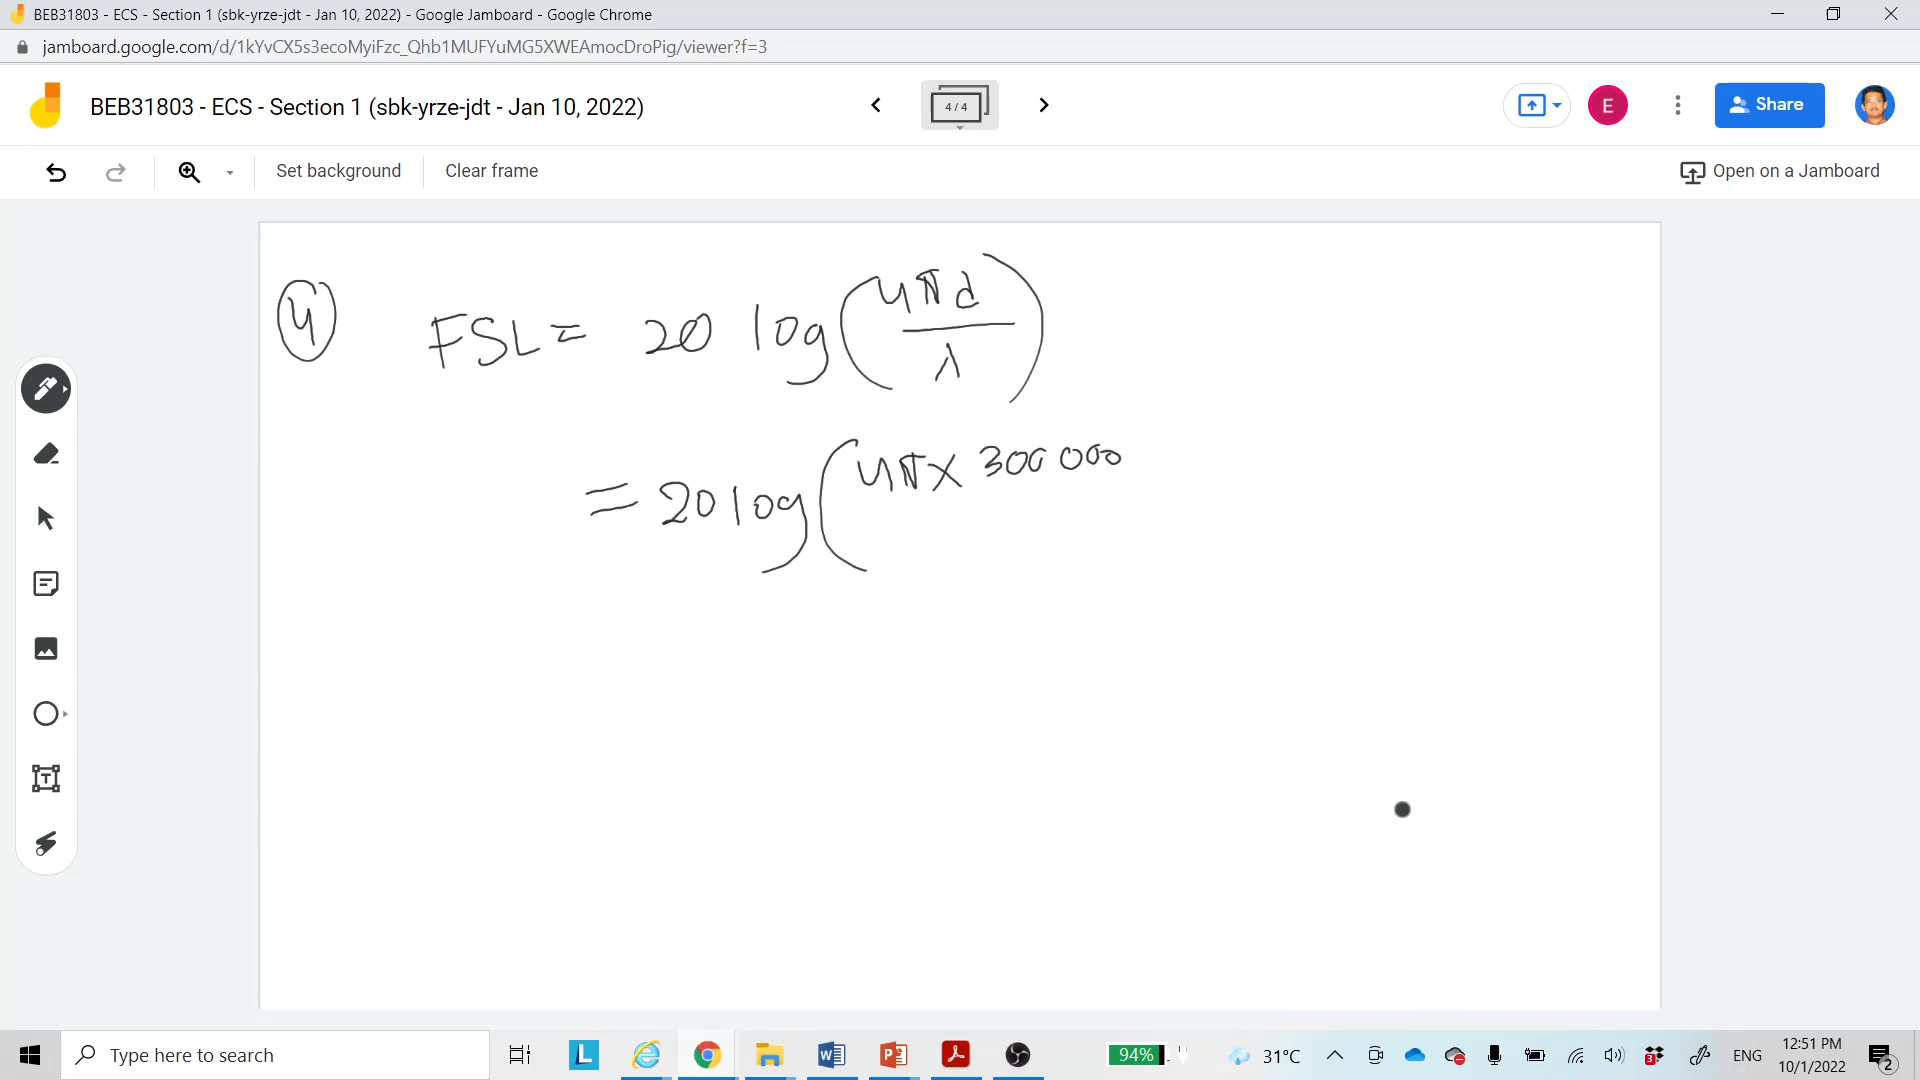 BEB31803 - ECS - Section 1 (sbk-yrze-jdt - Jan 10, 2022) - Google Jamboard - Google Chrome
jamboard.google.com/d/1kYvCX5s3ecoMyiFzc_Qhb1MUFYuMG5XWEAmocDroPig/viewer?f=3
BEB31803 - ECS - Section 1 (sbk-yrze-jdt - Jan 10, 2022)
4 / 4
E
Share
Set background
Clear frame
Open on a Jamboard
4
FSL = 20 log(4πd/λ)
= 20 log(4π × 300 000
Type here to search
L
94%
31°C
3
ENG
12:51 PM
10/1/2022
2